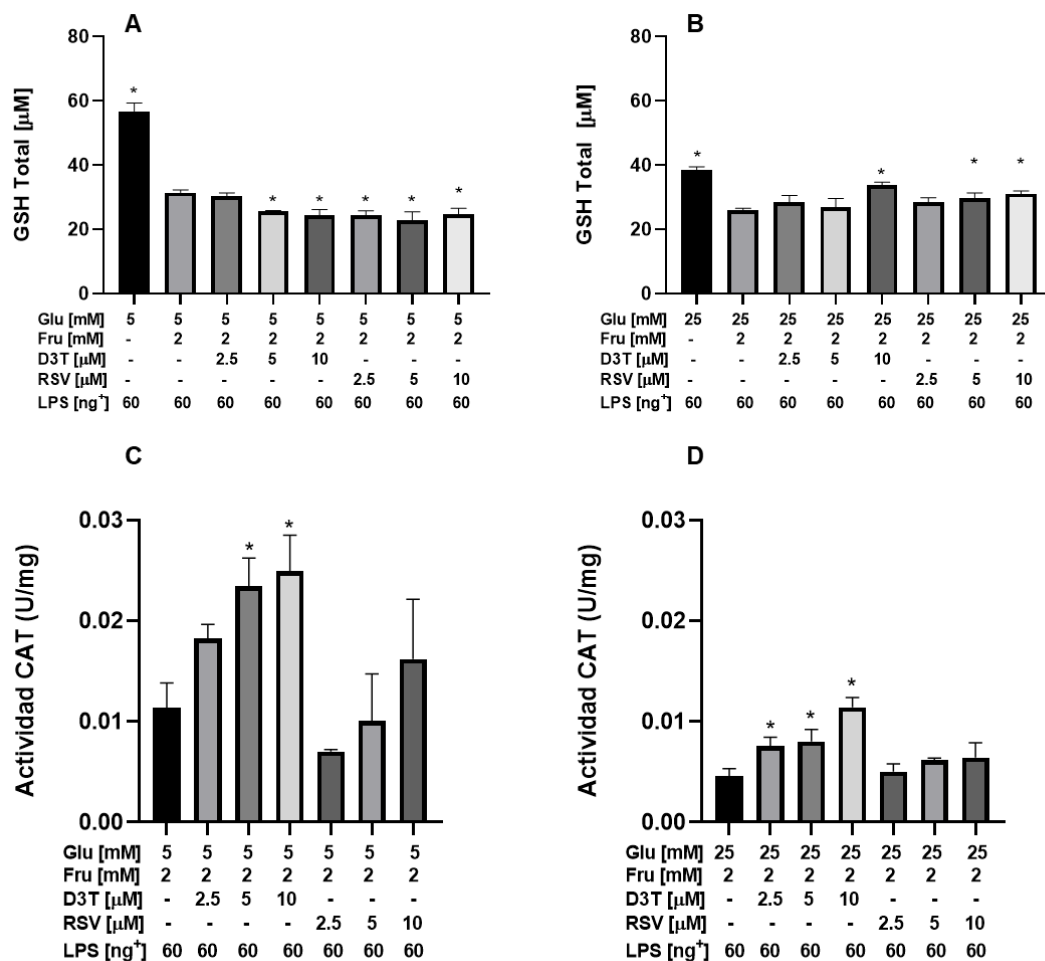 A
GSH Total [µM]
80
60
40
20
0
* * * * * *
Glu [mM] 5 5 5 5 5 5 5 5
Fru [mM] - 2 2 2 2 2 2 2
D3T [µM] - - 2.5 5 10 - - -
RSV [µM] - - - - - 2.5 5 10
LPS [ng⁺] 60 60 60 60 60 60 60 60
B
GSH Total [µM]
80
60
40
20
0
* * * *
Glu [mM] 25 25 25 25 25 25 25 25
Fru [mM] - 2 2 2 2 2 2 2
D3T [µM] - - 2.5 5 10 - - -
RSV [µM] - - - - - 2.5 5 10
LPS [ng⁺] 60 60 60 60 60 60 60 60
C
Actividad CAT (U/mg)
0.03
0.02
0.01
0.00
* *
Glu [mM] 5 5 5 5 5 5 5
Fru [mM] 2 2 2 2 2 2 2
D3T [µM] - 2.5 5 10 - - -
RSV [µM] - - - - 2.5 5 10
LPS [ng⁺] 60 60 60 60 60 60 60
D
Actividad CAT (U/mg)
0.03
0.02
0.01
0.00
* * *
Glu [mM] 25 25 25 25 25 25 25
Fru [mM] 2 2 2 2 2 2 2
D3T [µM] - 2.5 5 10 - - -
RSV [µM] - - - - 2.5 5 10
LPS [ng⁺] 60 60 60 60 60 60 60